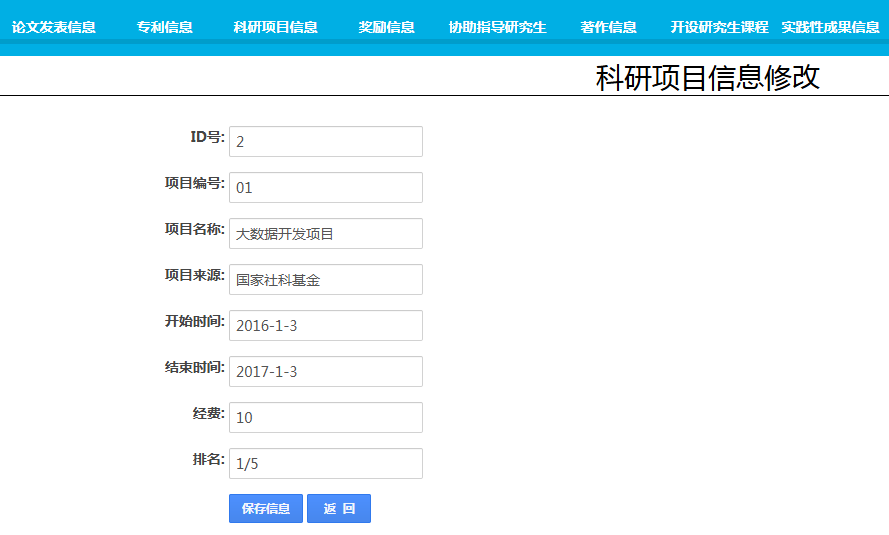 论文发表信息 专利信息 科研项目信息 奖励信息 协助指导研究生 著作信息 开设研究生课程 实践性成果信息
科研项目信息修改
ID号: 2
项目编号: 01
项目名称: 大数据开发项目
项目来源: 国家社科基金
开始时间: 2016-1-3
结束时间: 2017-1-3
经费: 10
排名: 1/5
保存信息 返 回